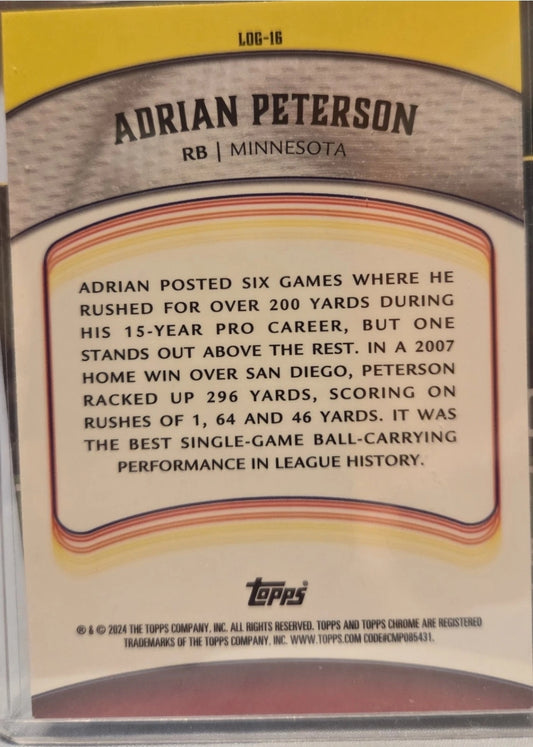 LOG-16
ADRIAN PETERSON
RB | MINNESOTA
ADRIAN POSTED SIX GAMES WHERE HE
RUSHED FOR OVER 200 YARDS DURING
HIS 15-YEAR PRO CAREER, BUT ONE
STANDS OUT ABOVE THE REST. IN A 2007
HOME WIN OVER SAN DIEGO, PETERSON
RACKED UP 296 YARDS, SCORING ON
RUSHES OF 1, 64 AND 46 YARDS. IT WAS
THE BEST SINGLE-GAME BALL-CARRYING
PERFORMANCE IN LEAGUE HISTORY.
Topps®
® & © 2024 THE TOPPS COMPANY, INC. ALL RIGHTS RESERVED. TOPPS AND TOPPS CHROME ARE REGISTERED
TRADEMARKS OF THE TOPPS COMPANY, INC. WWW.TOPPS.COM CODE#CMP085431.